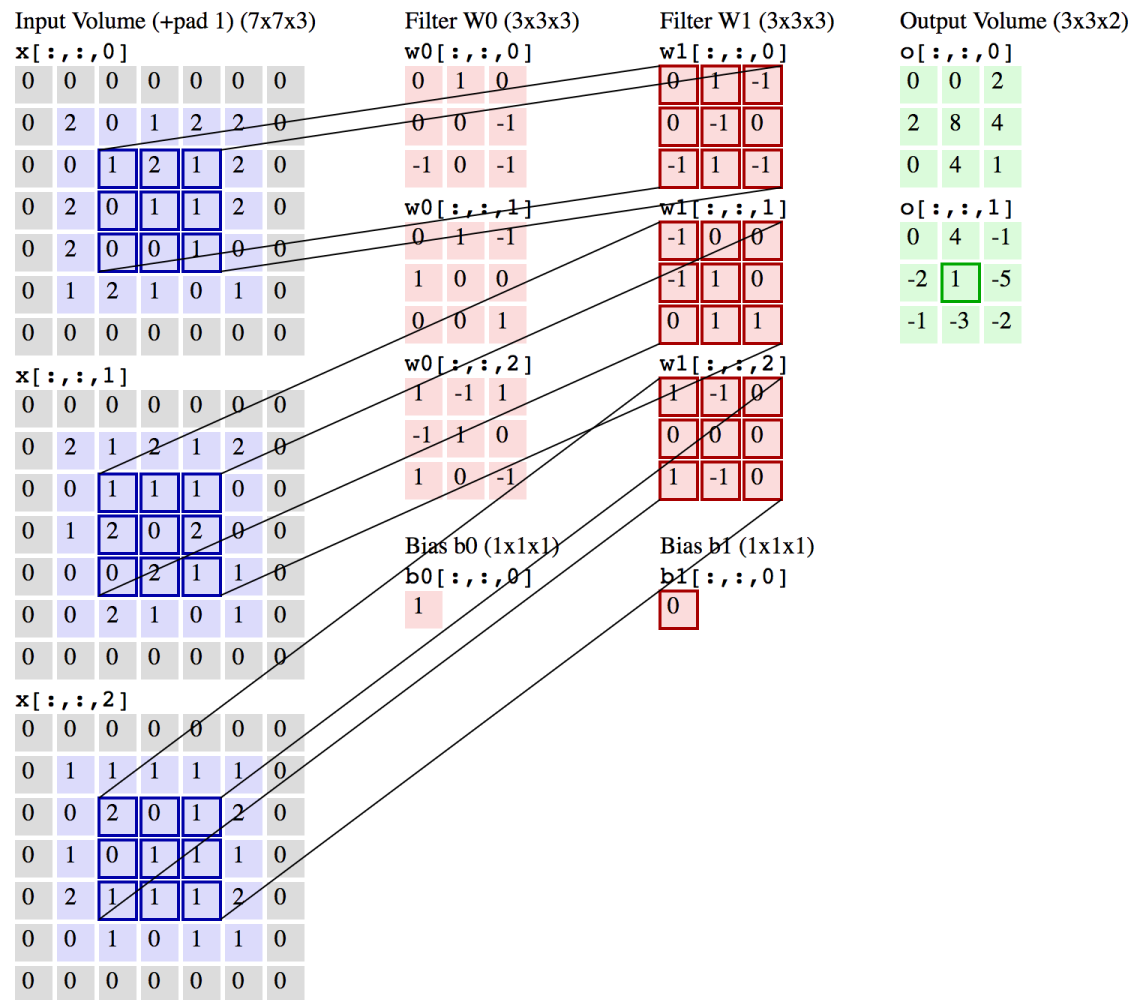 Input Volume (+pad 1) (7x7x3)
x[:,:,0]
0 0 0 0 0 0 0
0 2 0 1 2 2 0
0 0 1 2 1 2 0
0 2 0 1 1 2 0
0 2 0 0 1 0 0
0 1 2 1 0 1 0
0 0 0 0 0 0 0
x[:,:,1]
0 0 0 0 0 0 0
0 2 1 2 1 2 0
0 0 1 1 1 0 0
0 1 2 0 2 0 0
0 0 0 2 1 1 0
0 0 2 1 0 1 0
0 0 0 0 0 0 0
x[:,:,2]
0 0 0 0 0 0 0
0 1 1 1 1 1 0
0 0 2 0 1 2 0
0 1 0 1 1 1 0
0 2 1 1 1 2 0
0 0 1 0 1 1 0
0 0 0 0 0 0 0
Filter W0 (3x3x3)
w0[:,:,0]
0 1 0
0 0 -1
-1 0 -1
w0[:,:,1]
0 1 -1
1 0 0
0 0 1
w0[:,:,2]
1 -1 1
-1 1 0
1 0 -1
Bias b0 (1x1x1)
b0[:,:,0]
1
Filter W1 (3x3x3)
w1[:,:,0]
0 1 -1
0 -1 0
-1 1 -1
w1[:,:,1]
-1 0 0
-1 1 0
0 1 1
w1[:,:,2]
1 -1 0
0 0 0
1 -1 0
Bias b1 (1x1x1)
b1[:,:,0]
0
Output Volume (3x3x2)
o[:,:,0]
0 0 2
2 8 4
0 4 1
o[:,:,1]
0 4 -1
-2 1 -5
-1 -3 -2